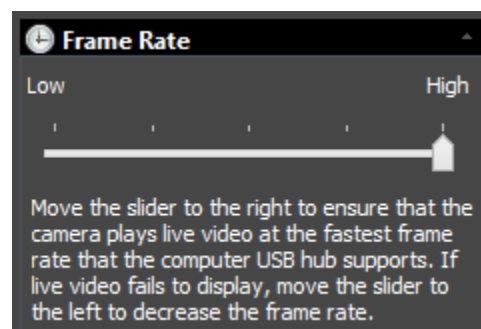 Frame Rate
Low High
Move the slider to the right to ensure that the
camera plays live video at the fastest frame
rate that the computer USB hub supports. If
live video fails to display, move the slider to
the left to decrease the frame rate.